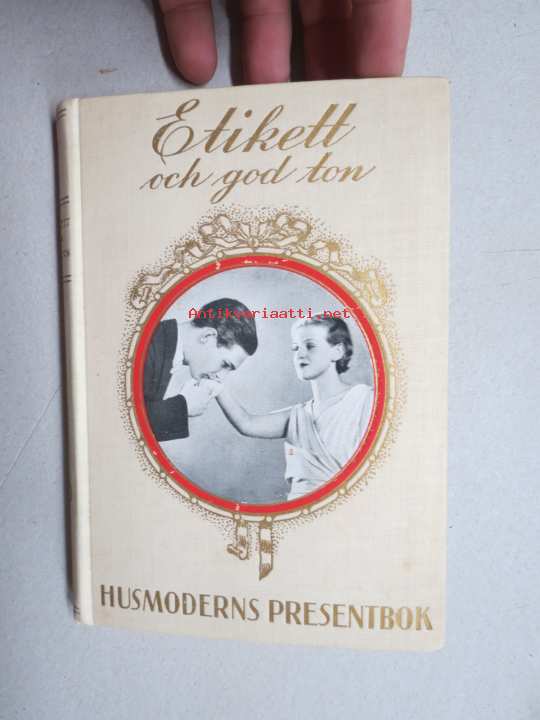 Etikett
och god ton
Antikvariaatti.net
HUSMODERNS PRESENTBOK